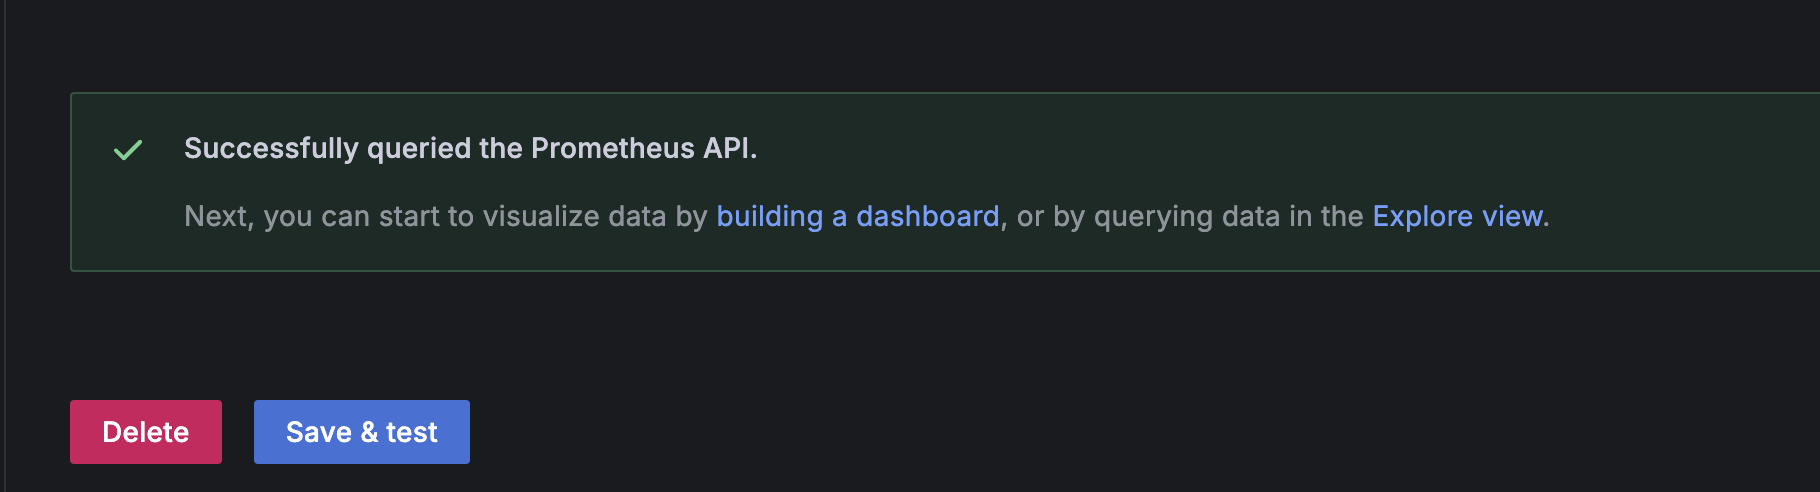 Successfully queried the Prometheus API.
Next, you can start to visualize data by building a dashboard, or by querying data in the Explore view.
Delete
Save & test